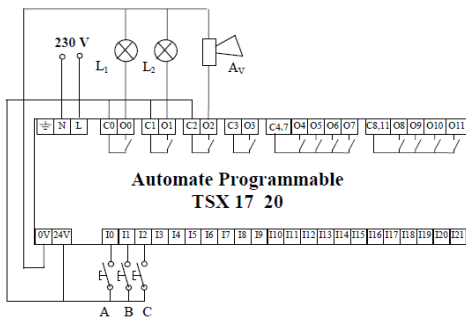 230 V
L1 L2 AV
N L C0 O0 C1 O1 C2 O2 C3 O3 C4,7 O4 O5 O6 O7 C8,11 O8 O9 O10 O11
Automate Programmable
TSX 17 20
0V 24V I0 I1 I2 I3 I4 I5 I6 I7 I8 I9 I10 I11 I12 I13 I14 I15 I16 I17 I18 I19 I20 I21
A B C